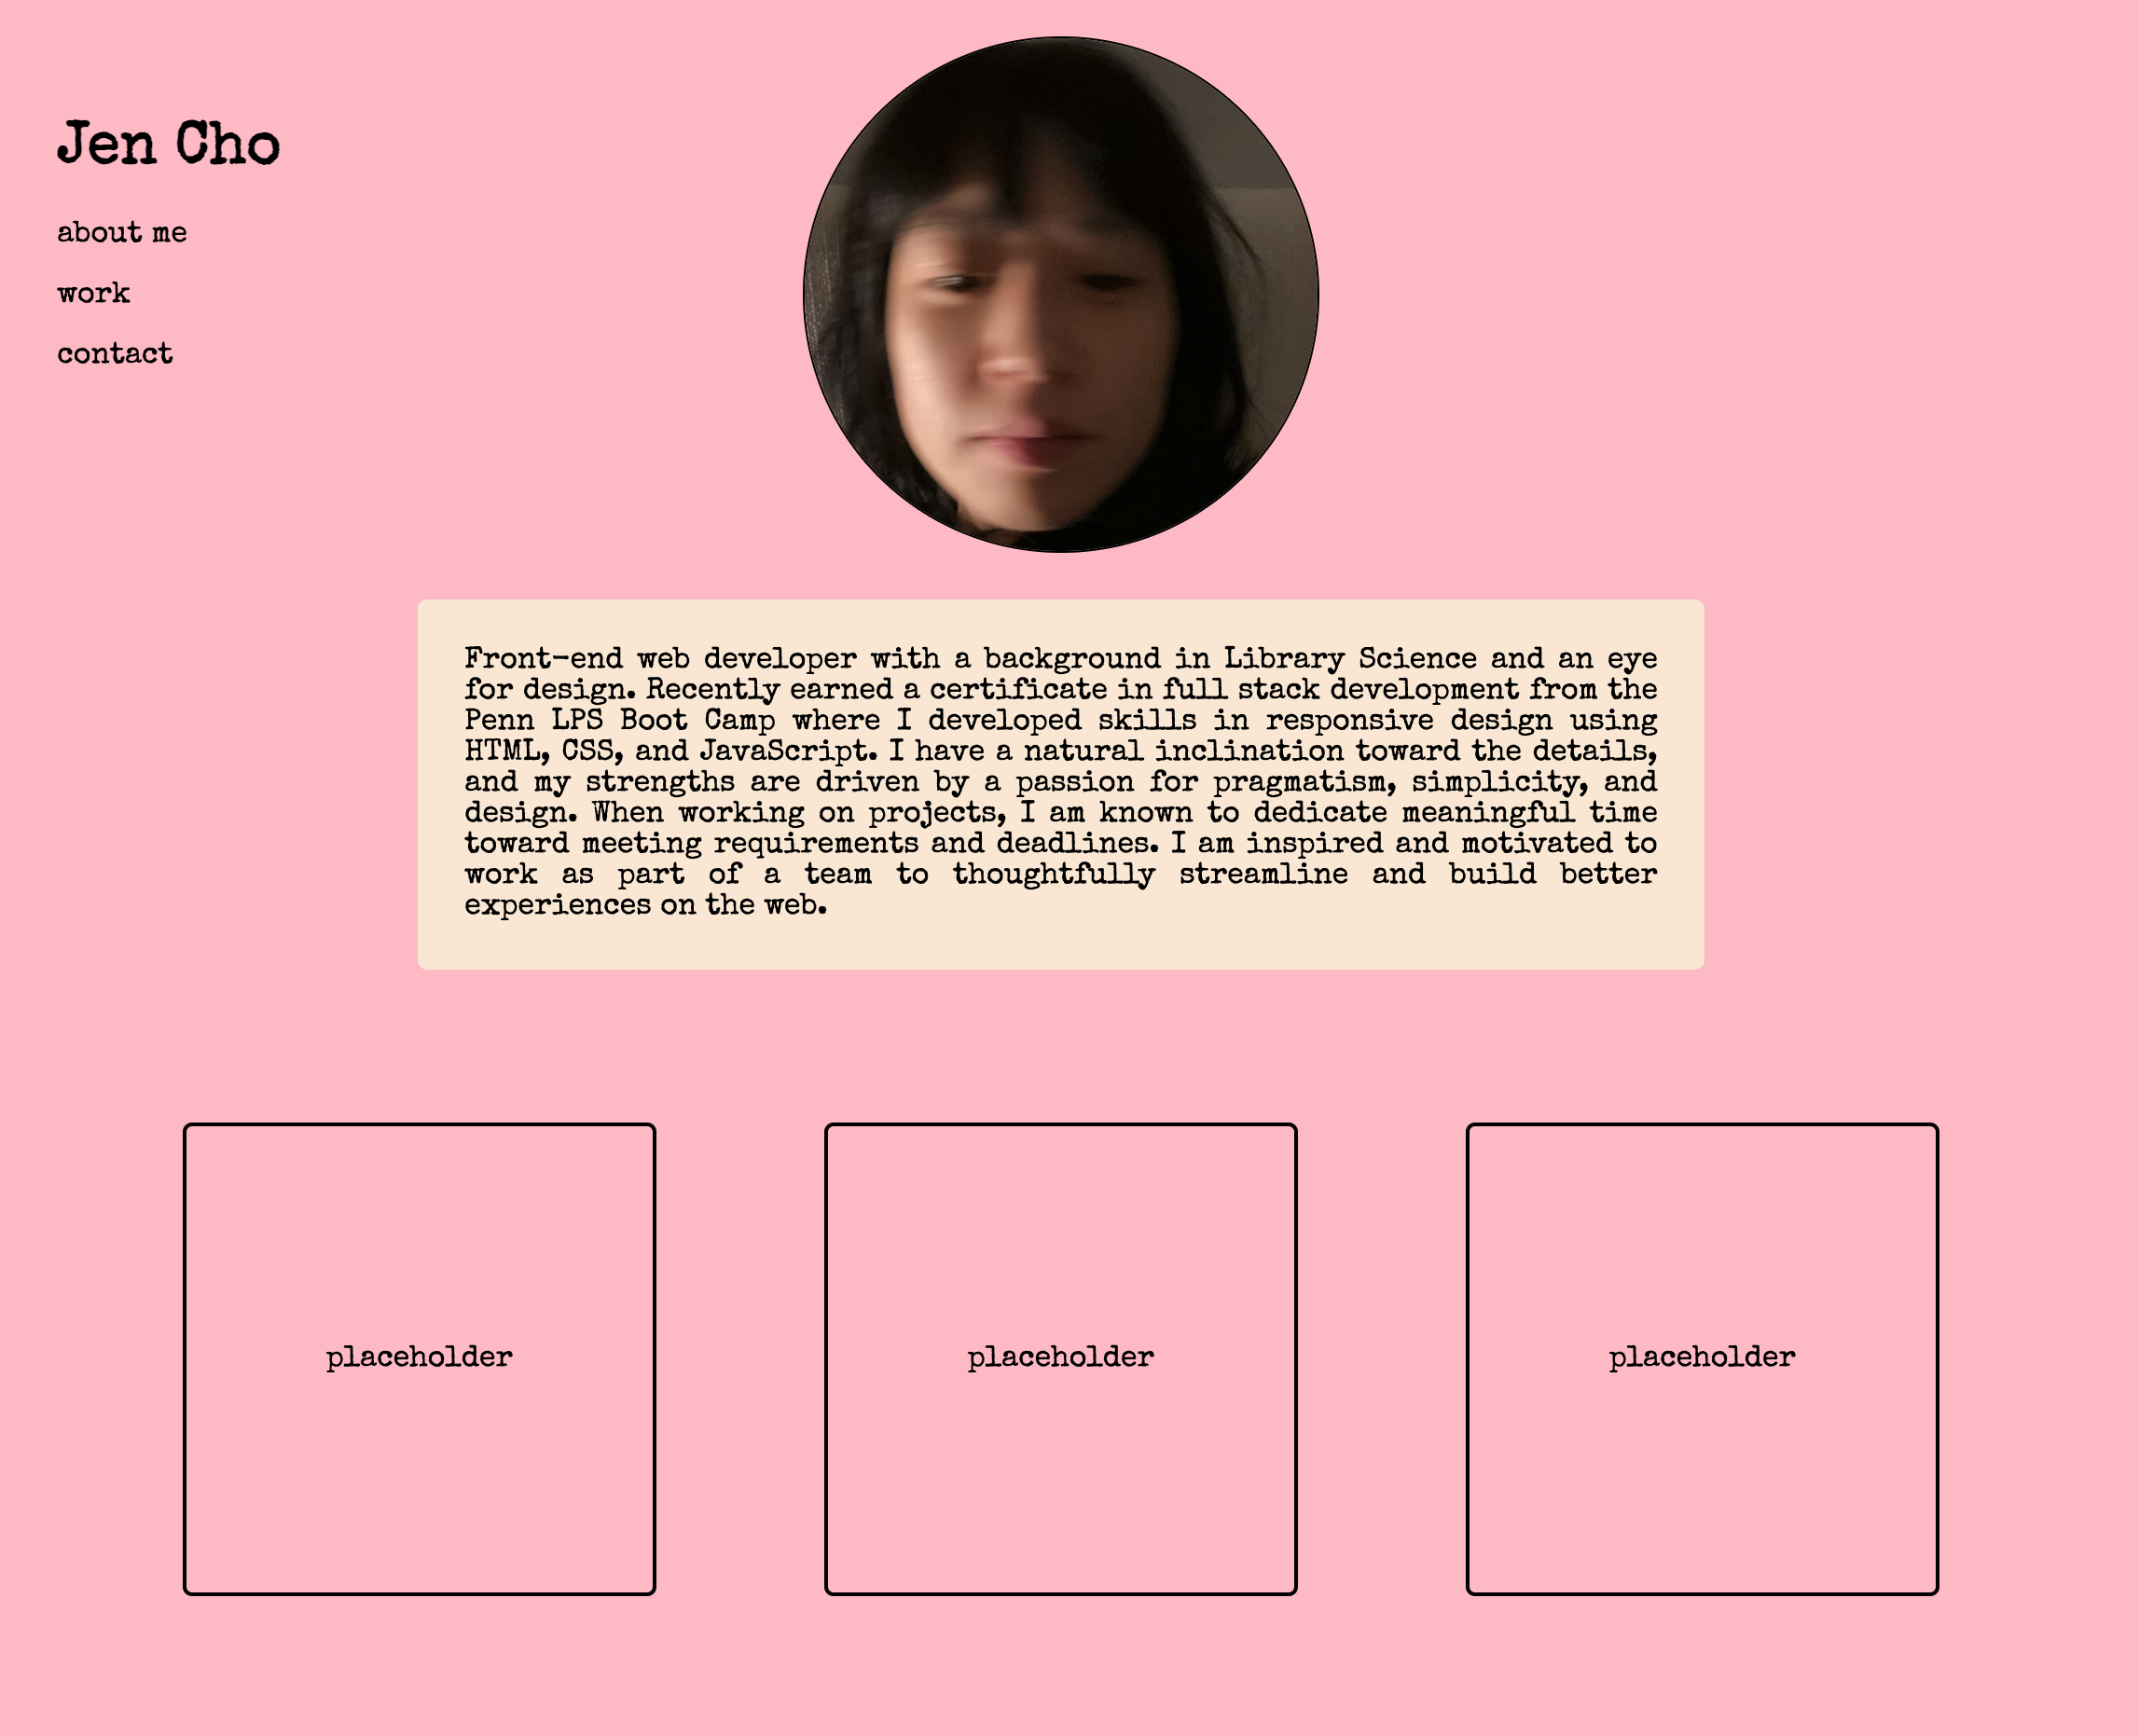 Jen Cho
about me
work
contact
Front-end web developer with a background in Library Science and an eye
for design. Recently earned a certificate in full stack development from the
Penn LPS Boot Camp where I developed skills in responsive design using
HTML, CSS, and JavaScript. I have a natural inclination toward the details,
and my strengths are driven by a passion for pragmatism, simplicity, and
design. When working on projects, I am known to dedicate meaningful time
toward meeting requirements and deadlines. I am inspired and motivated to
work as part of a team to thoughtfully streamline and build better
experiences on the web.
placeholder
placeholder
placeholder